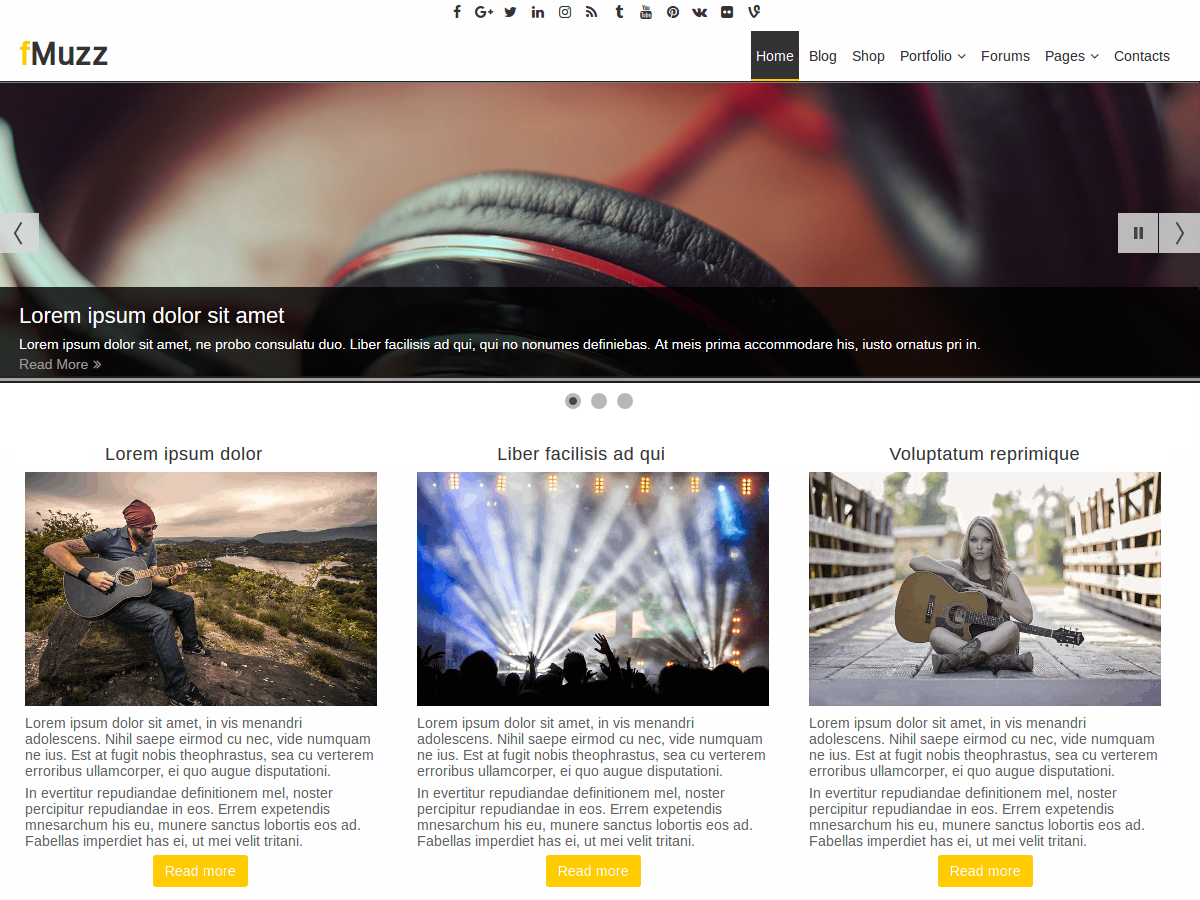 fMuzz
Home Blog Shop Portfolio Forums Pages Contacts
Lorem ipsum dolor sit amet
Lorem ipsum dolor sit amet, ne probo consulatu duo. Liber facilisis ad qui, qui no nonumes definiebas. At meis prima accommodare his, iusto ornatus pri in.
Read More »
Lorem ipsum dolor
Lorem ipsum dolor sit amet, in vis menandri
adolescens. Nihil saepe eirmod cu nec, vide numquam
ne ius. Est at fugit nobis theophrastus, sea cu verterem
erroribus ullamcorper, ei quo augue disputationi.
In evertitur repudiandae definitionem mel, noster
percipitur repudiandae in eos. Errem expetendis
mnesarchum his eu, munere sanctus lobortis eos ad.
Fabellas imperdiet has ei, ut mei velit tritani.
Read more
Liber facilisis ad qui
Lorem ipsum dolor sit amet, in vis menandri
adolescens. Nihil saepe eirmod cu nec, vide numquam
ne ius. Est at fugit nobis theophrastus, sea cu verterem
erroribus ullamcorper, ei quo augue disputationi.
In evertitur repudiandae definitionem mel, noster
percipitur repudiandae in eos. Errem expetendis
mnesarchum his eu, munere sanctus lobortis eos ad.
Fabellas imperdiet has ei, ut mei velit tritani.
Read more
Voluptatum reprimique
Lorem ipsum dolor sit amet, in vis menandri
adolescens. Nihil saepe eirmod cu nec, vide numquam
ne ius. Est at fugit nobis theophrastus, sea cu verterem
erroribus ullamcorper, ei quo augue disputationi.
In evertitur repudiandae definitionem mel, noster
percipitur repudiandae in eos. Errem expetendis
mnesarchum his eu, munere sanctus lobortis eos ad.
Fabellas imperdiet has ei, ut mei velit tritani.
Read more